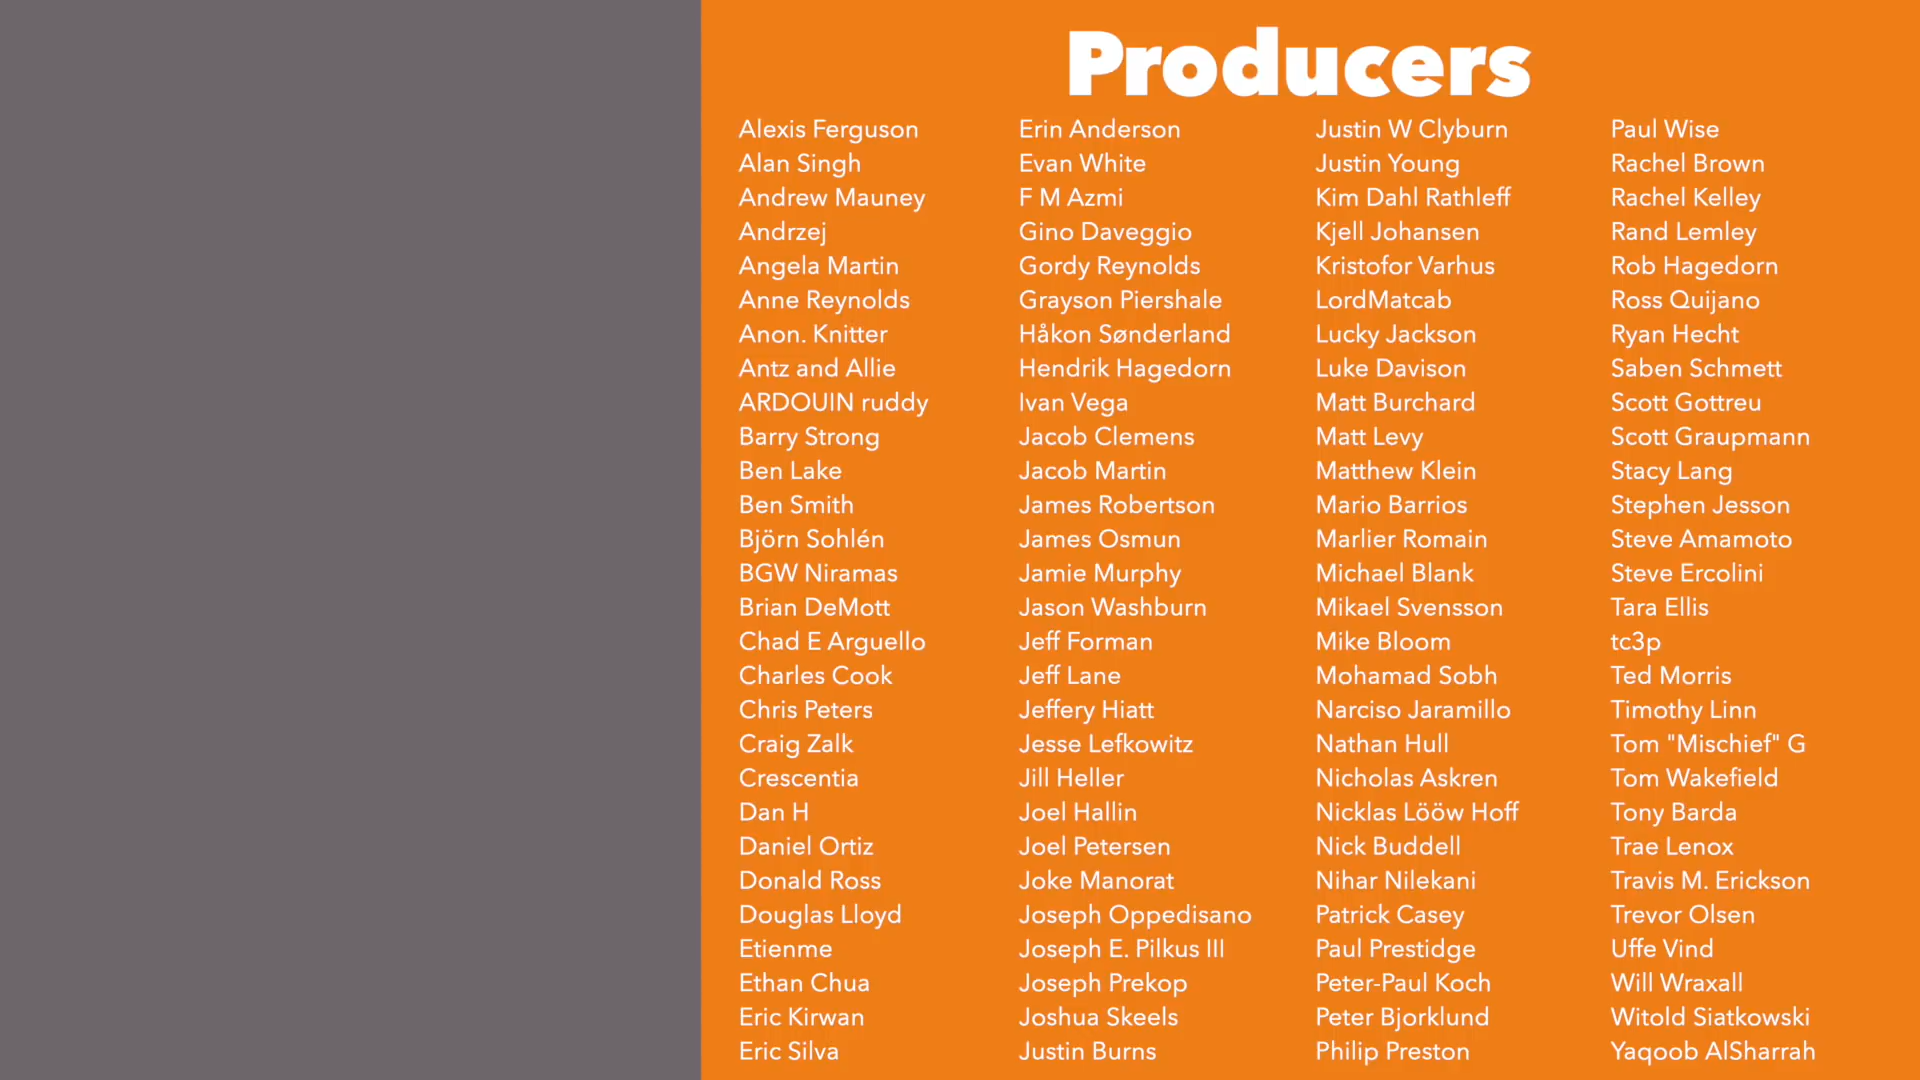 Producers
Alexis Ferguson
Alan Singh
Andrew Mauney
Andrzej
Angela Martin
Anne Reynolds
Anon. Knitter
Antz and Allie
ARDOUIN ruddy
Barry Strong
Ben Lake
Ben Smith
Björn Sohlén
BGW Niramas
Brian DeMott
Chad E Arguello
Charles Cook
Chris Peters
Craig Zalk
Crescentia
Dan H
Daniel Ortiz
Donald Ross
Douglas Lloyd
Etienme
Ethan Chua
Eric Kirwan
Eric Silva
Erin Anderson
Evan White
F M Azmi
Gino Daveggio
Gordy Reynolds
Grayson Piershale
Håkon Sønderland
Hendrik Hagedorn
Ivan Vega
Jacob Clemens
Jacob Martin
James Robertson
James Osmun
Jamie Murphy
Jason Washburn
Jeff Forman
Jeff Lane
Jeffery Hiatt
Jesse Lefkowitz
Jill Heller
Joel Hallin
Joel Petersen
Joke Manorat
Joseph Oppedisano
Joseph E. Pilkus III
Joseph Prekop
Joshua Skeels
Justin Burns
Justin W Clyburn
Justin Young
Kim Dahl Rathleff
Kjell Johansen
Kristofor Varhus
LordMatcab
Lucky Jackson
Luke Davison
Matt Burchard
Matt Levy
Matthew Klein
Mario Barrios
Marlier Romain
Michael Blank
Mikael Svensson
Mike Bloom
Mohamad Sobh
Narciso Jaramillo
Nathan Hull
Nicholas Askren
Nicklas Lööw Hoff
Nick Buddell
Nihar Nilekani
Patrick Casey
Paul Prestidge
Peter-Paul Koch
Peter Bjorklund
Philip Preston
Paul Wise
Rachel Brown
Rachel Kelley
Rand Lemley
Rob Hagedorn
Ross Quijano
Ryan Hecht
Saben Schmett
Scott Gottreu
Scott Graupmann
Stacy Lang
Stephen Jesson
Steve Amamoto
Steve Ercolini
Tara Ellis
tc3p
Ted Morris
Timothy Linn
Tom "Mischief" G
Tom Wakefield
Tony Barda
Trae Lenox
Travis M. Erickson
Trevor Olsen
Uffe Vind
Will Wraxall
Witold Siatkowski
Yaqoob AlSharrah